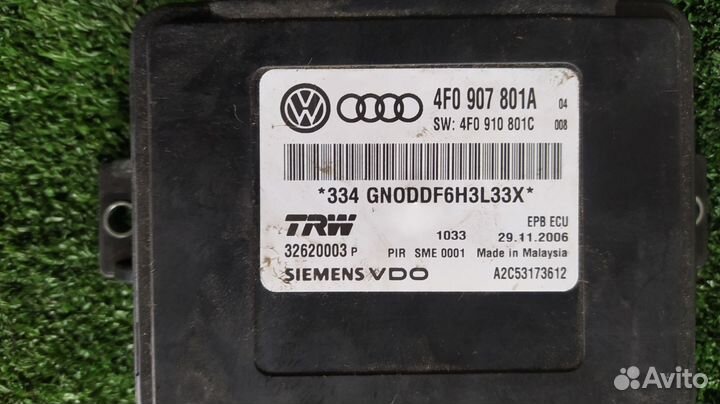 4F0 907 801A 04
SW: 4F0 910 801C 008
*334 GNODDF6H3L33X*
TRW EPB ECU
1033 29.11.2006
32620003 P PIR SME 0001 Made in Malaysia
SIEMENS VDO A2C53173612
Avito